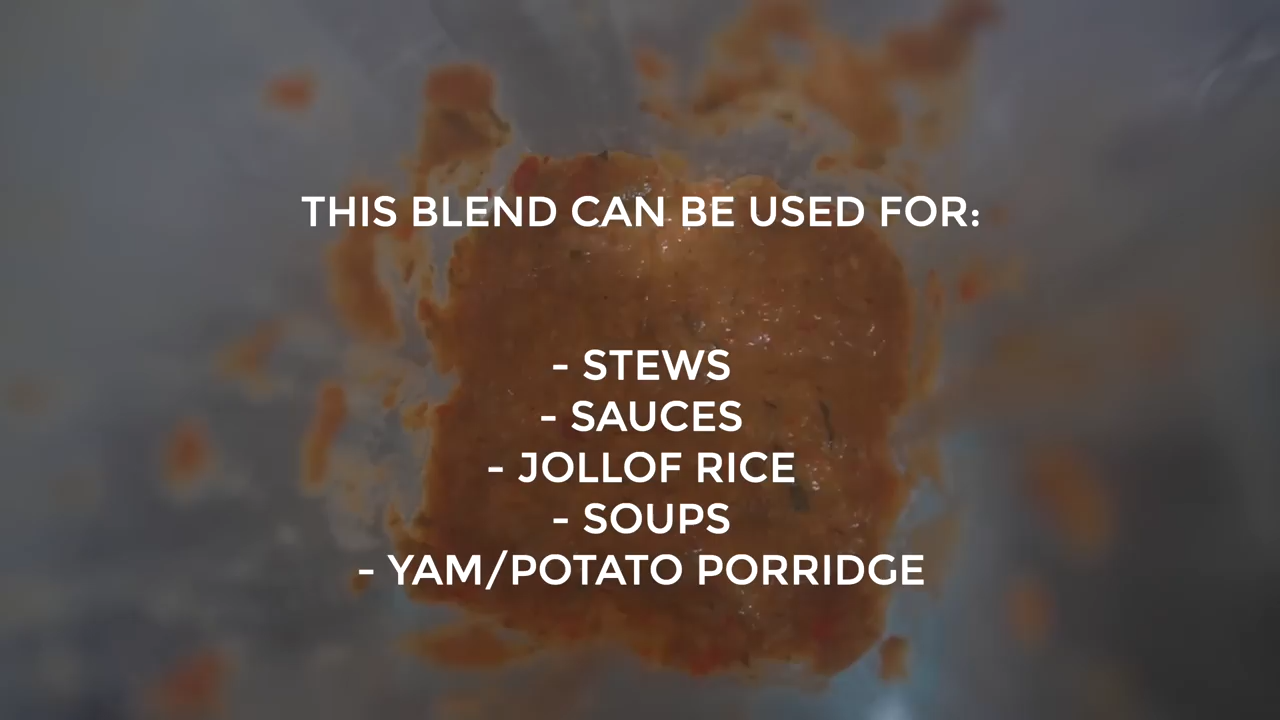 THIS BLEND CAN BE USED FOR:
- STEWS
- SAUCES
- JOLLOF RICE
- SOUPS
- YAM/POTATO PORRIDGE